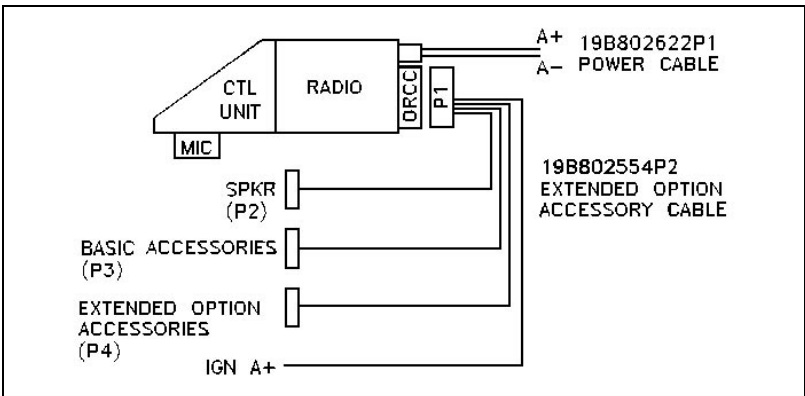 A+ 19B802622P1
A- POWER CABLE
CTL
UNIT
RADIO
ORCC
P1
MIC
19B802554P2
EXTENDED OPTION
ACCESSORY CABLE
SPKR
(P2)
BASIC ACCESSORIES
(P3)
EXTENDED OPTION
ACCESSORIES
(P4)
IGN A+